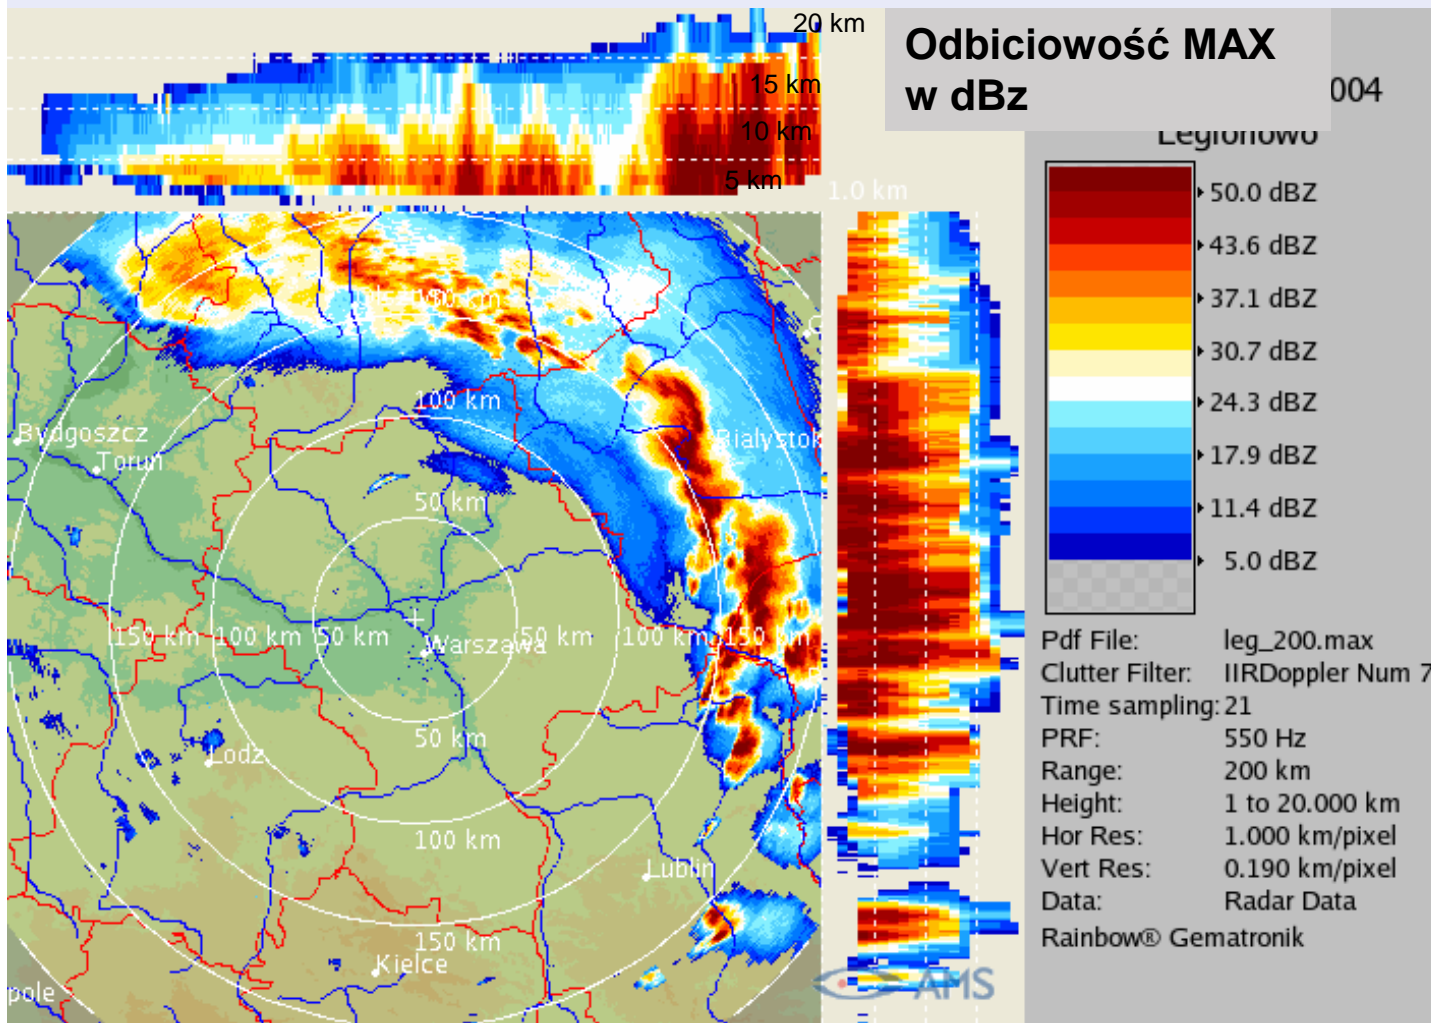 20 km
Odbiciowość MAX
w dBz
15 km
004
10 km
Legionowo
5 km
1.0 km
50.0 dBZ
43.6 dBZ
37.1 dBZ
30.7 dBZ
24.3 dBZ
17.9 dBZ
11.4 dBZ
5.0 dBZ
100 km
Bydgoszcz
Bialystok
Toruń
50 km
150 km 100 km 50 km
50 km 100 km 150 km
Warszawa
50 km
Lodz
100 km
Lublin
150 km
Kielce
pole
Pdf File: leg_200.max
Clutter Filter: IIRDoppler Num 7
Time sampling: 21
PRF: 550 Hz
Range: 200 km
Height: 1 to 20.000 km
Hor Res: 1.000 km/pixel
Vert Res: 0.190 km/pixel
Data: Radar Data
Rainbow® Gematronik
AMS